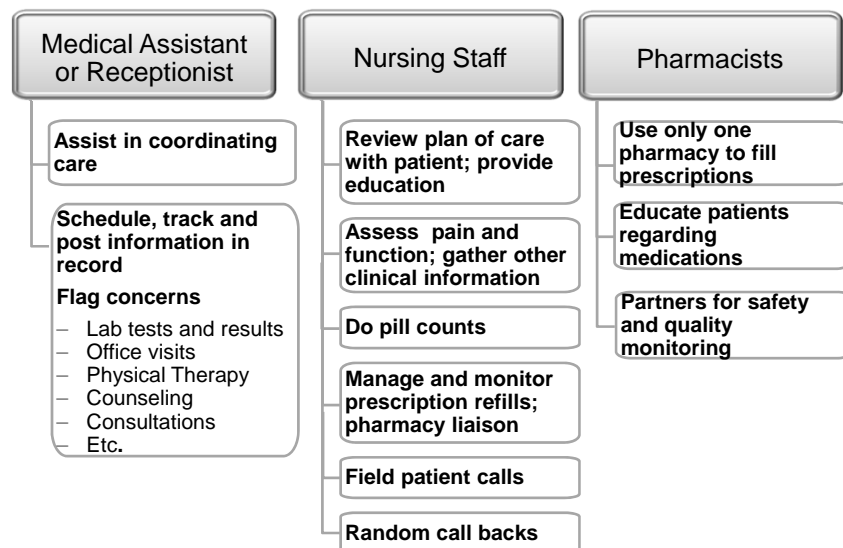 Medical Assistant
or Receptionist
Assist in coordinating
care
Schedule, track and
post information in
record
Flag concerns
– Lab tests and results
– Office visits
– Physical Therapy
– Counseling
– Consultations
– Etc.
Nursing Staff
Review plan of care
with patient; provide
education
Assess pain and
function; gather other
clinical information
Do pill counts
Manage and monitor
prescription refills;
pharmacy liaison
Field patient calls
Random call backs
Pharmacists
Use only one
pharmacy to fill
prescriptions
Educate patients
regarding
medications
Partners for safety
and quality
monitoring